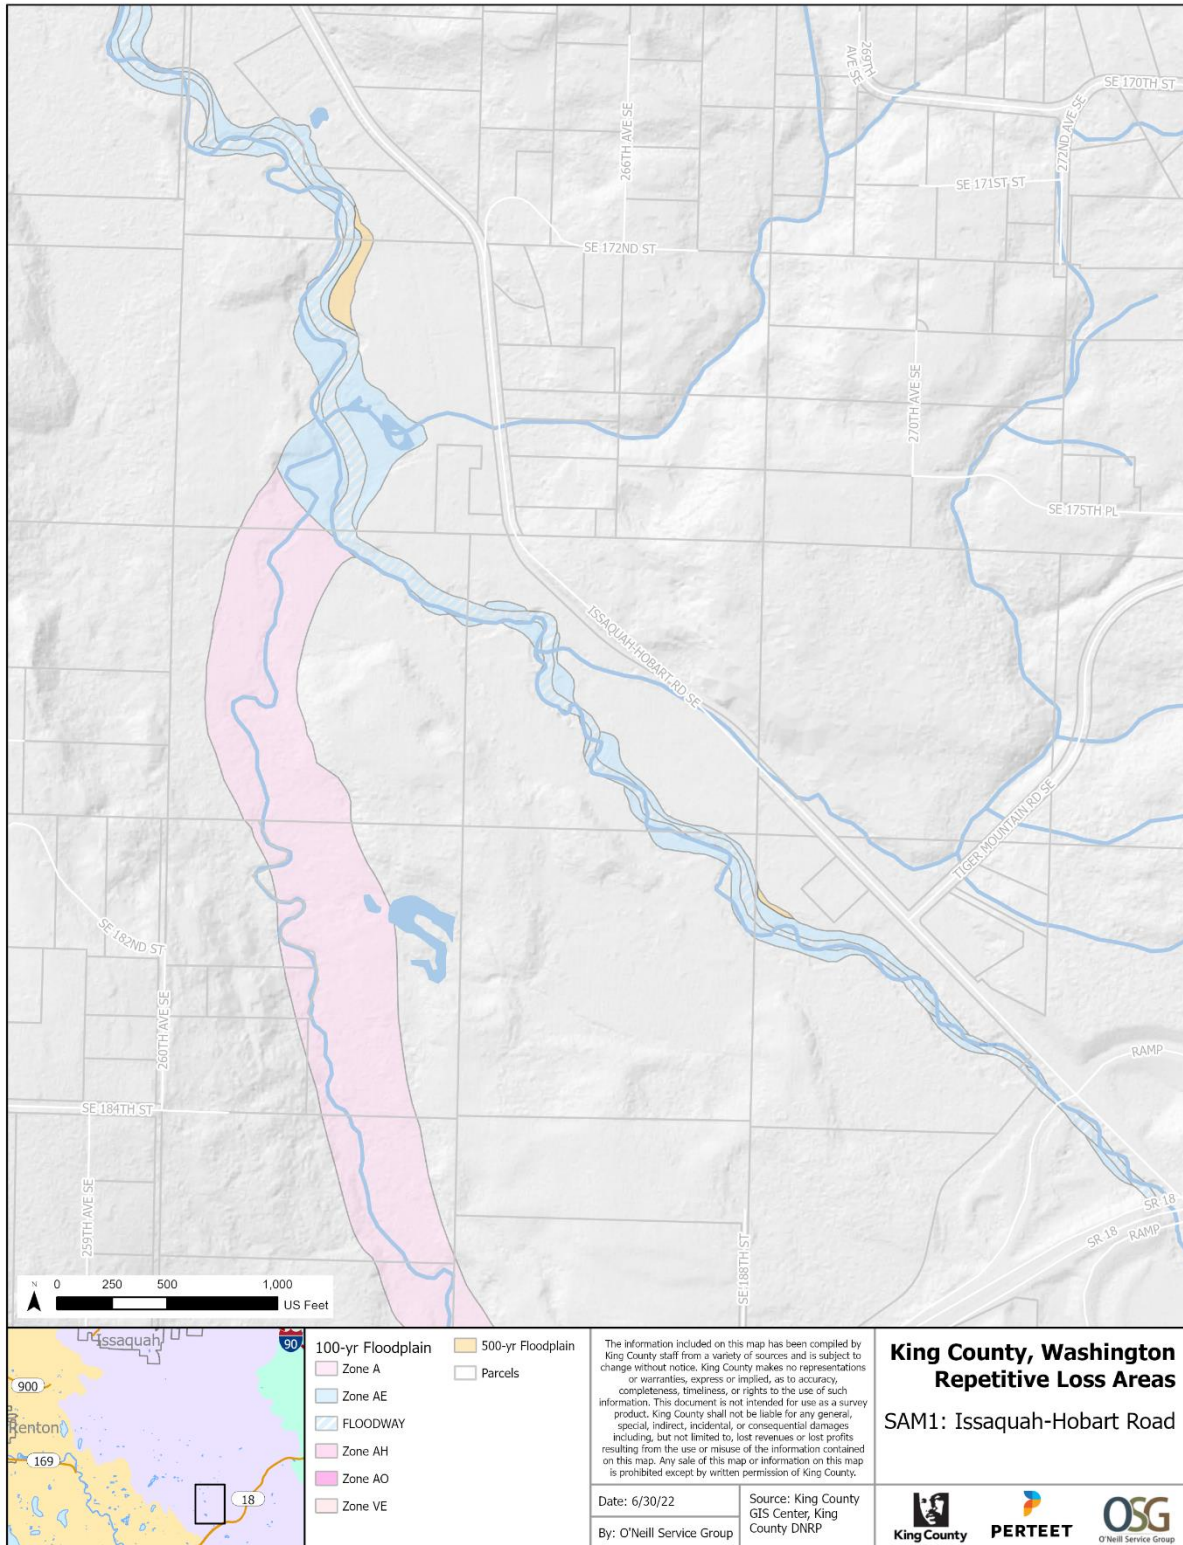 269TH
AVE SE
SE 170TH ST
272ND AVE SE
266TH AVE SE
SE 171ST ST
SE 172ND ST
270TH AVE SE
SE 175TH PL
ISSAQUAH-HOBART RD SE
TIGER MOUNTAIN RD SE
SE 182ND ST
260TH AVE SE
RAMP
SE 184TH ST
259TH AVE SE
SE 188TH ST
SR 18
SR 18
RAMP
N
0 250 500 1,000
US Feet
Issaquah
90
900
Renton
169
18
100-yr Floodplain
Zone A
Zone AE
FLOODWAY
Zone AH
Zone AO
Zone VE
500-yr Floodplain
Parcels
The information included on this map has been compiled by
King County staff from a variety of sources and is subject to
change without notice. King County makes no representations
or warranties, express or implied, as to accuracy,
completeness, timeliness, or rights to the use of such
information. This document is not intended for use as a survey
product. King County shall not be liable for any general,
special, indirect, incidental, or consequential damages
including, but not limited to, lost revenues or lost profits
resulting from the use or misuse of the information contained
on this map. Any sale of this map or information on this map
is prohibited except by written permission of King County.
Date: 6/30/22
By: O'Neill Service Group
Source: King County
GIS Center, King
County DNRP
King County, Washington
Repetitive Loss Areas
SAM1: Issaquah-Hobart Road
King County
PERTEET
OSG
O'Neill Service Group